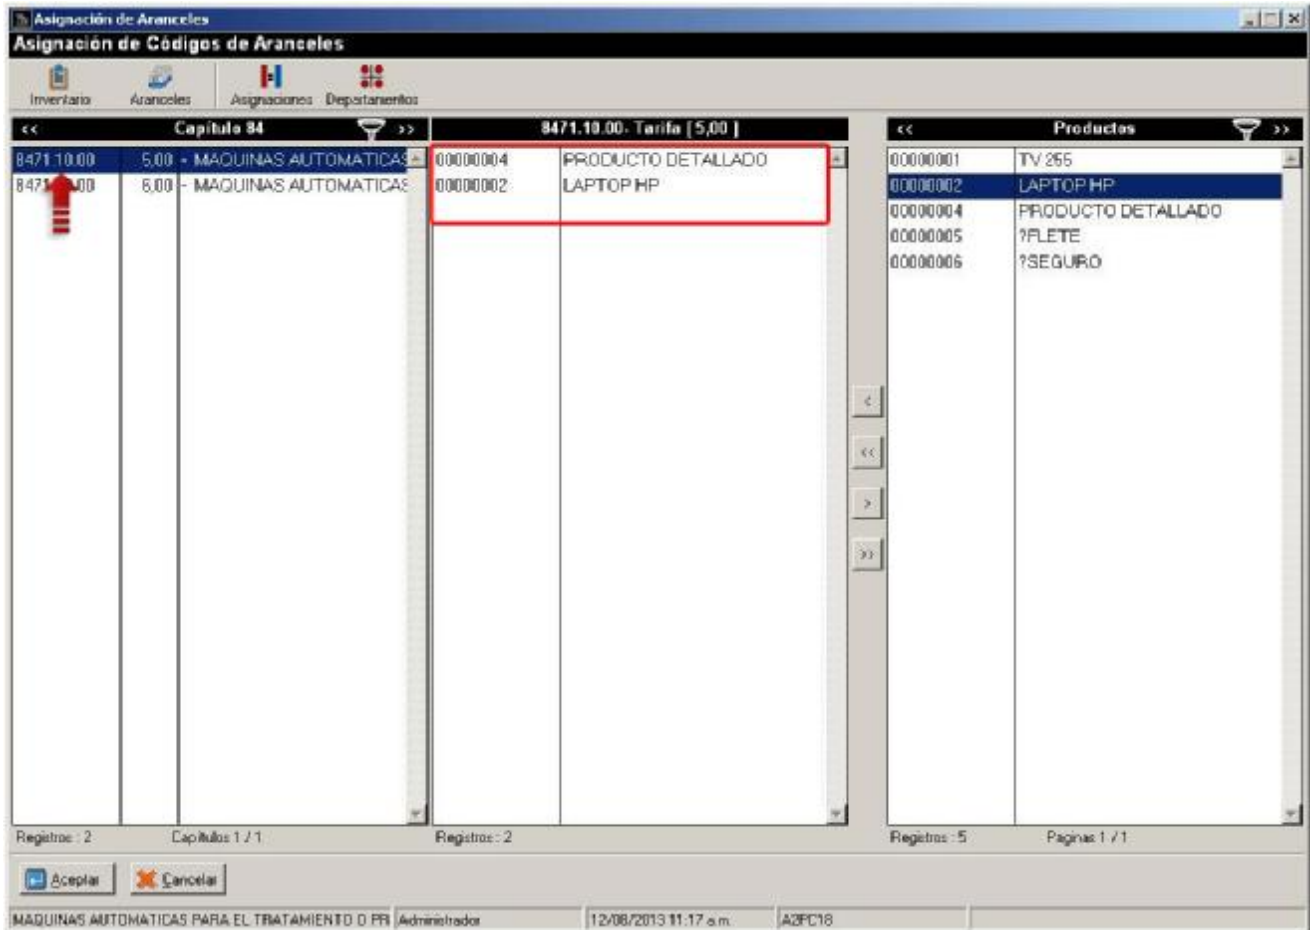 Asignación de Aranceles
Asignación de Códigos de Aranceles
Inventario Aranceles Asignaciones Departamentos
<< Capítulo 84 >>
8471.10.00 5,00 - MAQUINAS AUTOMATICAS
6,00 - MAQUINAS AUTOMATICAS
Registros : 2 Capítulos 1 / 1
8471.10.00- Tarifa [ 5,00 ]
00000004 PRODUCTO DETALLADO
00000002 LAPTOP HP
Registros : 2
<
<<
>
>>
<< Productos >>
00000001 TV 255
00000002 LAPTOP HP
00000004 PRODUCTO DETALLADO
00000005 ?FLETE
00000006 ?SEGURO
Registros : 5 Paginas 1 / 1
Aceptar Cancelar
MAQUINAS AUTOMATICAS PARA EL TRATAMIENTO O PR Administrador 12/08/2013 11:17 a.m. A2PC18